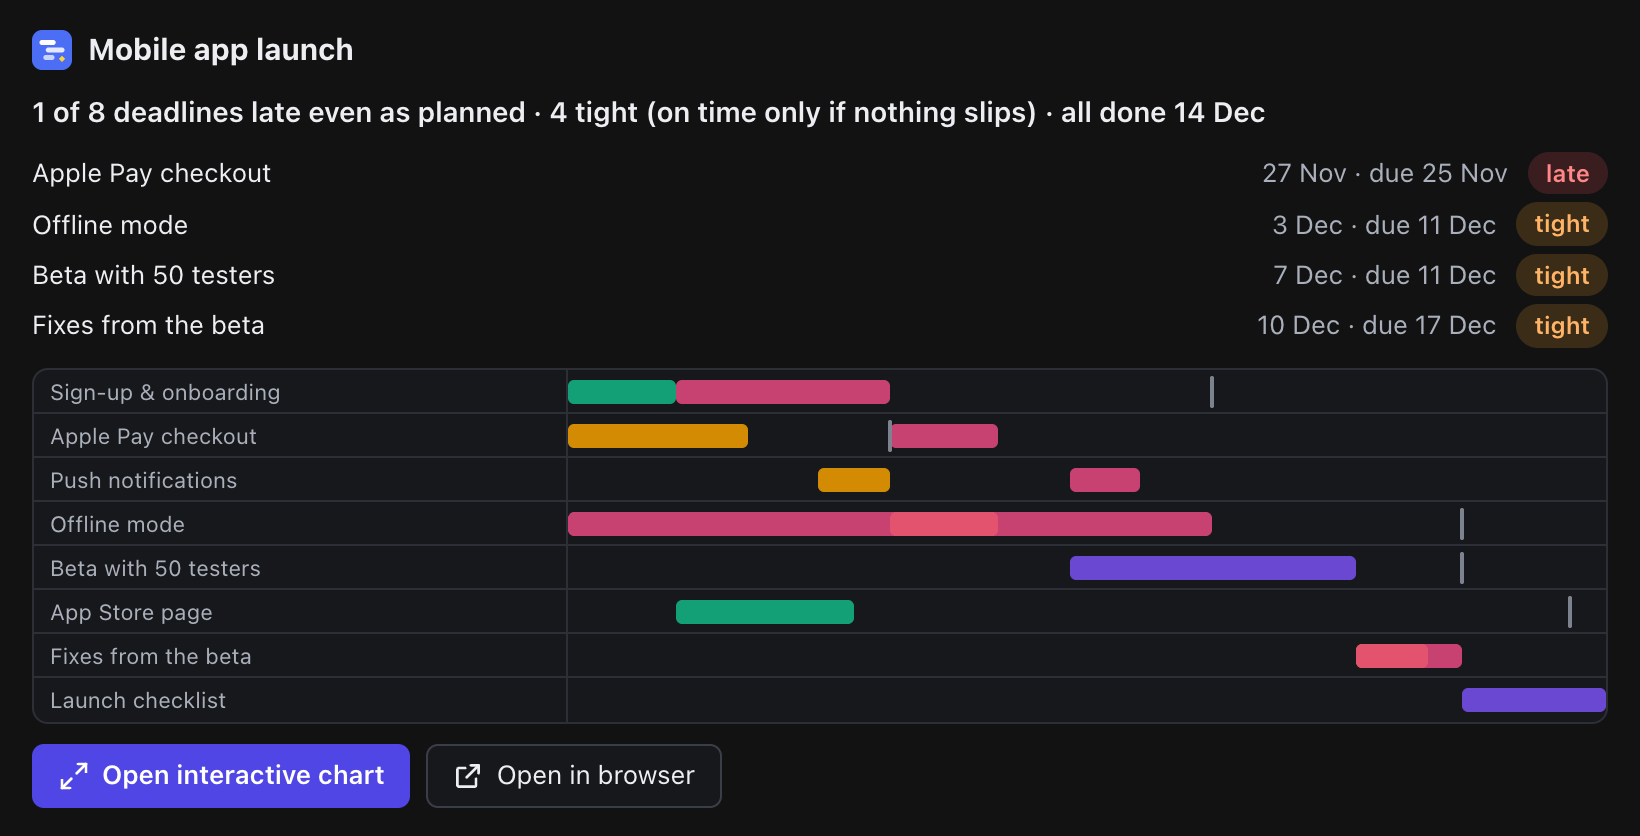 Mobile app launch
1 of 8 deadlines late even as planned · 4 tight (on time only if nothing slips) · all done 14 Dec
Apple Pay checkout 27 Nov · due 25 Nov late
Offline mode 3 Dec · due 11 Dec tight
Beta with 50 testers 7 Dec · due 11 Dec tight
Fixes from the beta 10 Dec · due 17 Dec tight
Sign-up & onboarding
Apple Pay checkout
Push notifications
Offline mode
Beta with 50 testers
App Store page
Fixes from the beta
Launch checklist
Open interactive chart Open in browser